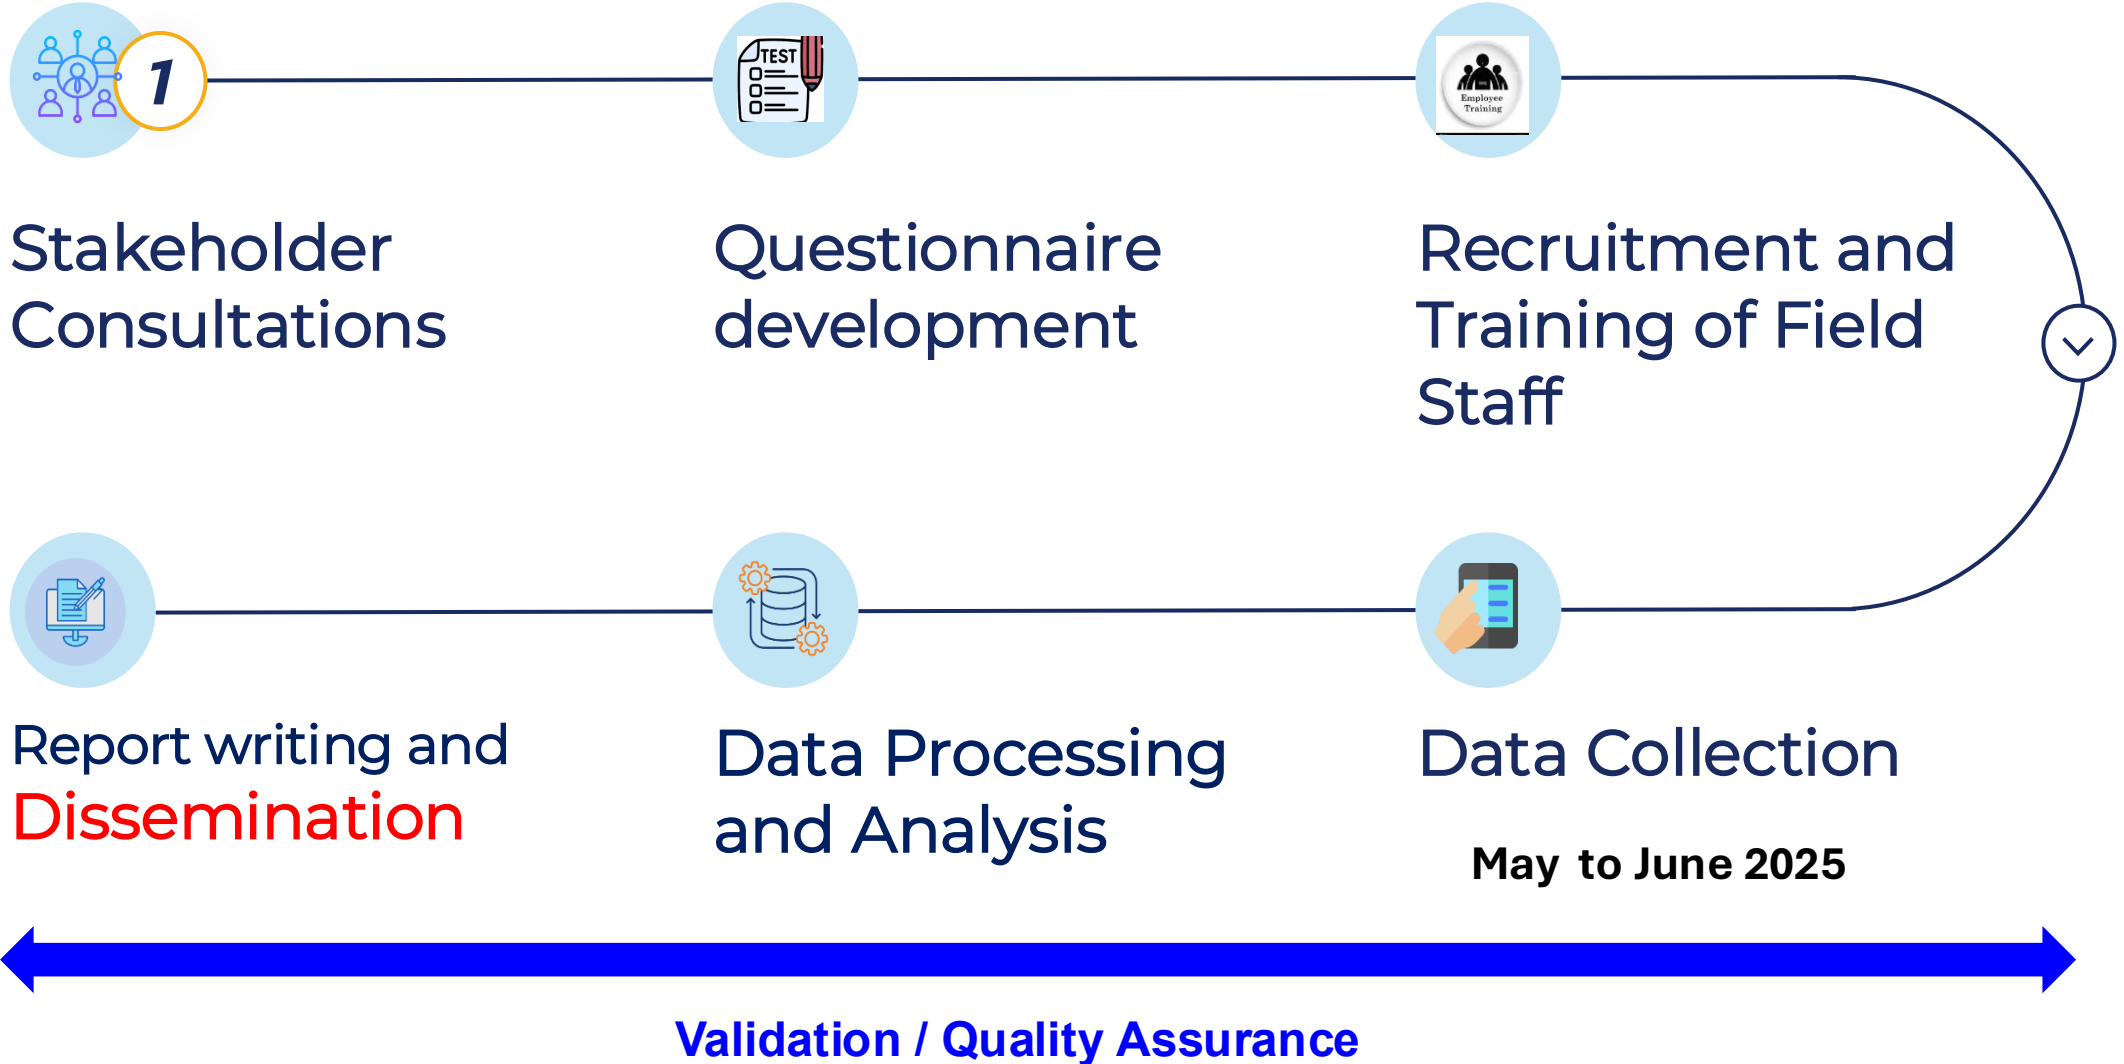 1
TEST
Employee
Training
Stakeholder
Consultations
Questionnaire
development
Recruitment and
Training of Field
Staff
Report writing and
Dissemination
Data Processing
and Analysis
Data Collection
May to June 2025
Validation / Quality Assurance